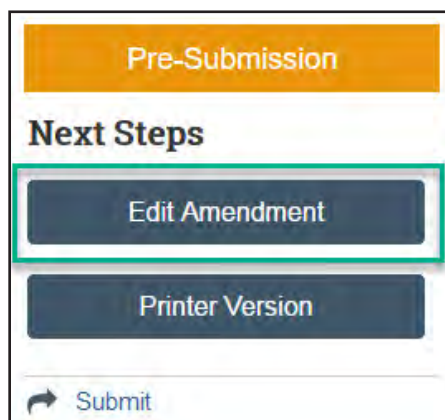 Pre-Submission
Next Steps
Edit Amendment
Printer Version
Submit